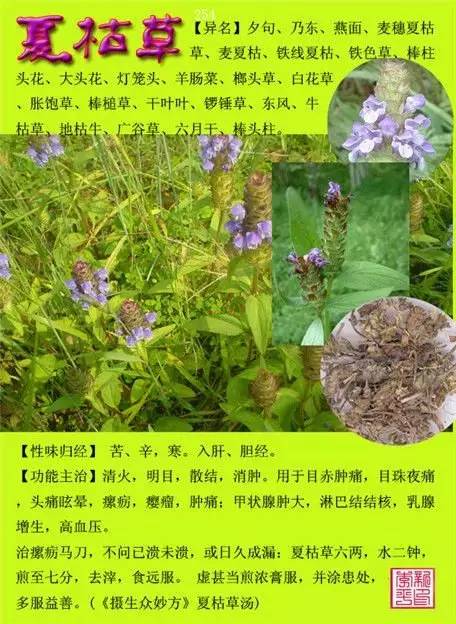 254
夏枯草
【异名】夕句、乃东、燕面、麦穗夏枯
草、麦夏枯、铁线夏枯、铁色草、棒柱
头花、大头花、灯笼头、羊肠菜、榔头草、白花草
、胀饱草、棒槌草、干叶叶、锣锤草、东风、牛
枯草、地枯牛、广谷草、六月干、棒头柱。
【性味归经】 苦、辛，寒。入肝、胆经。
【功能主治】清火，明目，散结，消肿。用于目赤肿痛，目珠夜痛
，头痛眩晕，瘰疬，瘿瘤，肿痛；甲状腺肿大，淋巴结结核，乳腺
增生，高血压。
治瘰疬马刀，不问已溃未溃，或日久成漏：夏枯草六两，水二钟，
煎至七分，去滓，食远服。 虚甚当煎浓膏服，并涂患处，
多服益善。(《摄生众妙方》夏枯草汤)